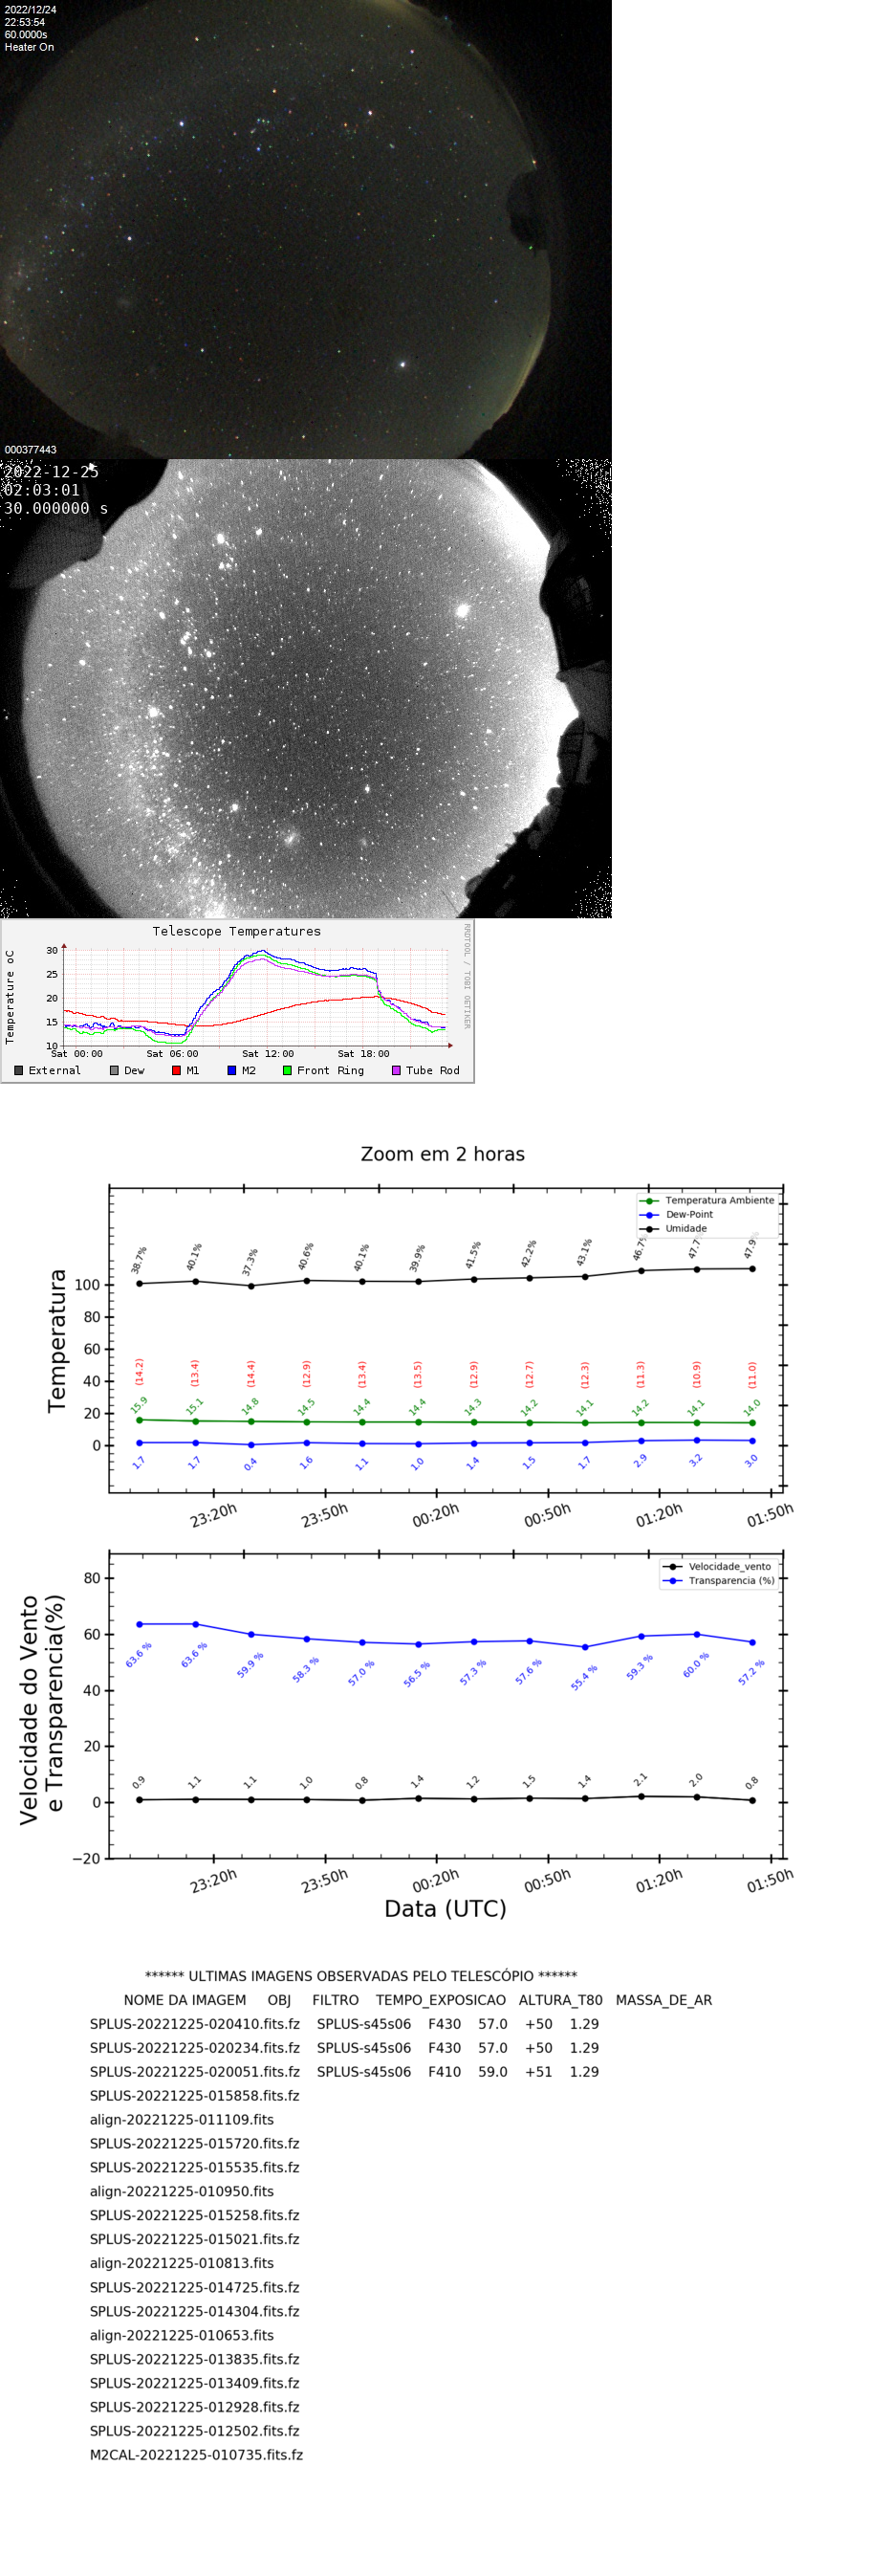 2022/12/24
22:53:54
60.0000s
Heater On
000377443
2022-12-25
02:03:01
30.000000 s
Telescope Temperatures
RRDTOOL / TOBI OETIKER
Temperature oC
30
25
20
15
10
Sat 00:00 Sat 06:00 Sat 12:00 Sat 18:00
External Dew M1 M2 Front Ring Tube Rod
Zoom em 2 horas
Temperatura Ambiente
Dew-Point
Umidade
38.7% 40.1% 37.3% 40.6% 40.1% 39.9% 41.5% 42.2% 43.1% 46.7% 47.7% 47.9%
Temperatura
100
80
60
40
20
0
(14.2) (13.4) (14.4) (12.9) (13.4) (13.5) (12.9) (12.7) (12.3) (11.3) (10.9) (11.0)
15.9 15.1 14.8 14.5 14.4 14.4 14.3 14.2 14.1 14.2 14.1 14.0
1.7 1.7 0.4 1.6 1.1 1.0 1.4 1.5 1.7 2.9 3.2 3.0
23:20h 23:50h 00:20h 00:50h 01:20h 01:50h
Velocidade_vento
Transparencia (%)
Velocidade do Vento
e Transparencia(%)
80
60
40
20
0
−20
63.6 % 63.6 % 59.9 % 58.3 % 57.0 % 56.5 % 57.3 % 57.6 % 55.4 % 59.3 % 60.0 % 57.2 %
0.9 1.1 1.1 1.0 0.8 1.4 1.2 1.5 1.4 2.1 2.0 0.8
23:20h 23:50h 00:20h 00:50h 01:20h 01:50h
Data (UTC)
****** ULTIMAS IMAGENS OBSERVADAS PELO TELESCÓPIO ******
NOME DA IMAGEM OBJ FILTRO TEMPO_EXPOSICAO ALTURA_T80 MASSA_DE_AR
SPLUS-20221225-020410.fits.fz SPLUS-s45s06 F430 57.0 +50 1.29
SPLUS-20221225-020234.fits.fz SPLUS-s45s06 F430 57.0 +50 1.29
SPLUS-20221225-020051.fits.fz SPLUS-s45s06 F410 59.0 +51 1.29
SPLUS-20221225-015858.fits.fz
align-20221225-011109.fits
SPLUS-20221225-015720.fits.fz
SPLUS-20221225-015535.fits.fz
align-20221225-010950.fits
SPLUS-20221225-015258.fits.fz
SPLUS-20221225-015021.fits.fz
align-20221225-010813.fits
SPLUS-20221225-014725.fits.fz
SPLUS-20221225-014304.fits.fz
align-20221225-010653.fits
SPLUS-20221225-013835.fits.fz
SPLUS-20221225-013409.fits.fz
SPLUS-20221225-012928.fits.fz
SPLUS-20221225-012502.fits.fz
M2CAL-20221225-010735.fits.fz